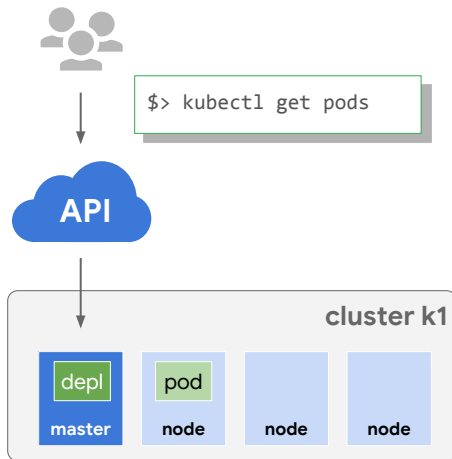 $> kubectl get pods
API
cluster k1
depl
pod
master
node
node
node